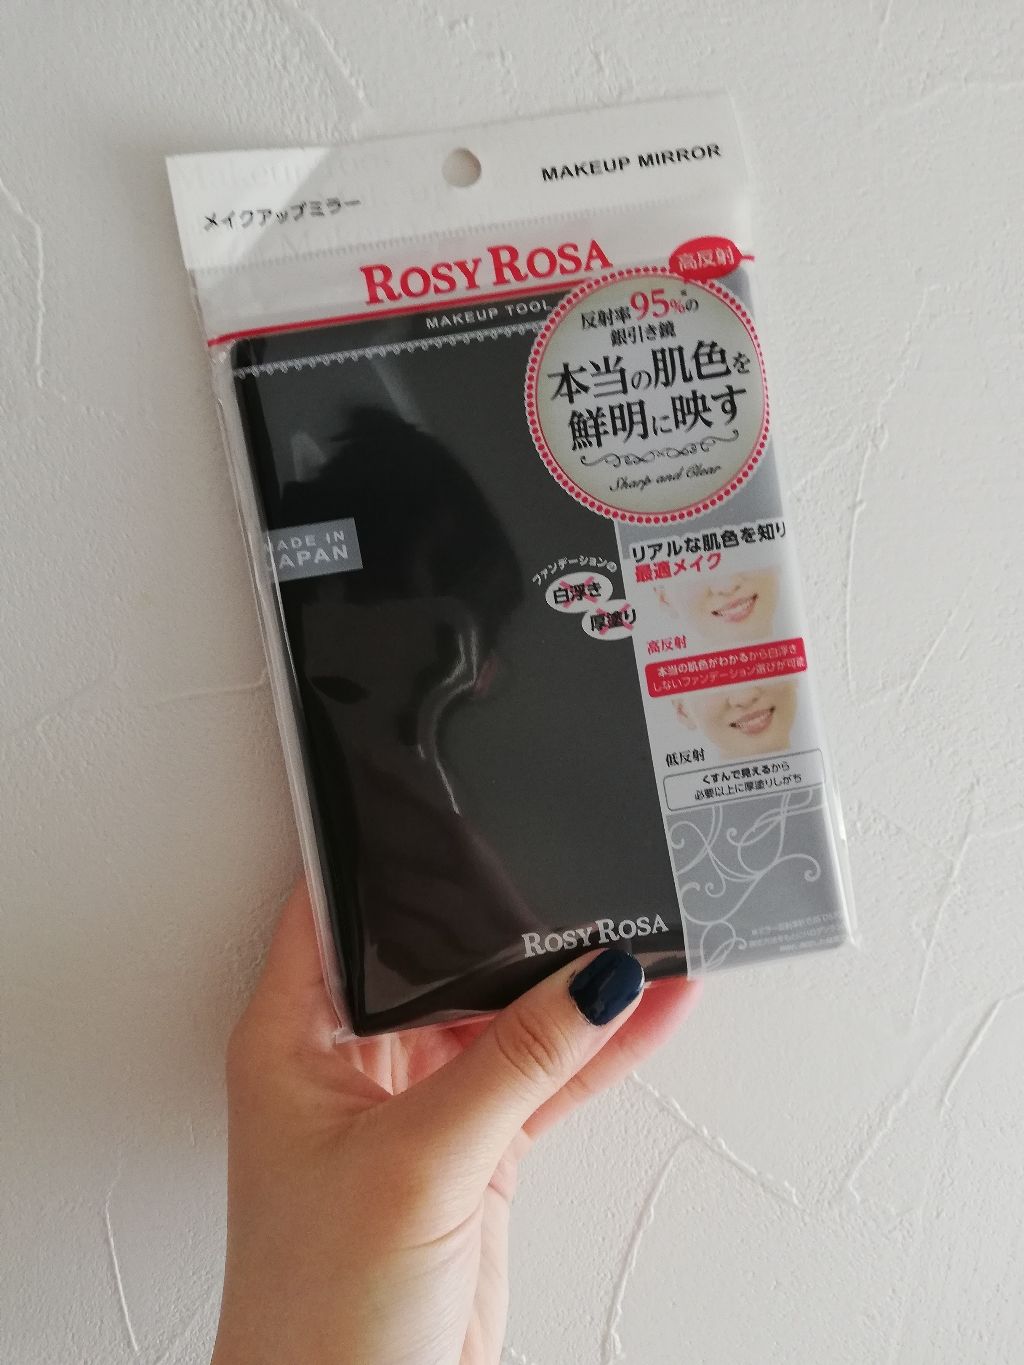 メイクアップミラー
MAKEUP MIRROR
ROSY ROSA
MAKEUP TOOL
高反射
反射率95%*の
銀引き鏡
本当の肌色を
鮮明に映す
Sharp and Clear
MADE IN
JAPAN
ファンデーションの
白浮き
厚塗り
リアルな肌色を知り
最適メイク
高反射
本当の肌色がわかるから白浮き
しないファンデーション選びが可能
低反射
くすんで見えるから
必要以上に厚塗りしがち
ROSY ROSA